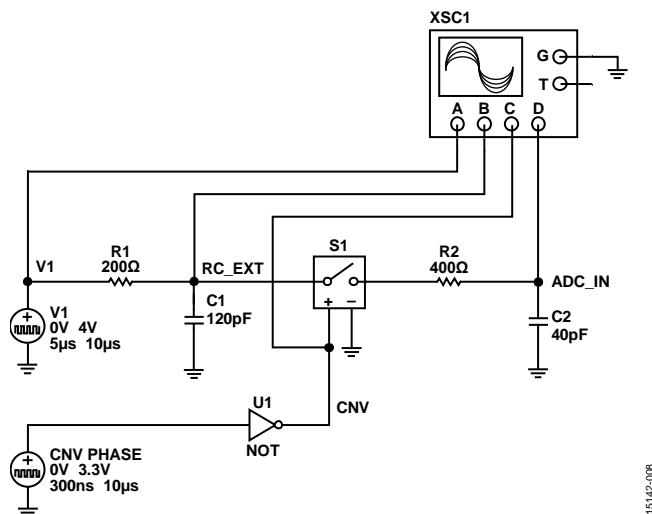 XSC1
G
T
A B C D
V1
R1
200Ω
RC_EXT
S1
R2
400Ω
ADC_IN
V1
0V 4V
5µs 10µs
C1
120pF
+ −
C2
40pF
U1
NOT
CNV
CNV PHASE
0V 3.3V
300ns 10µs
15142-008